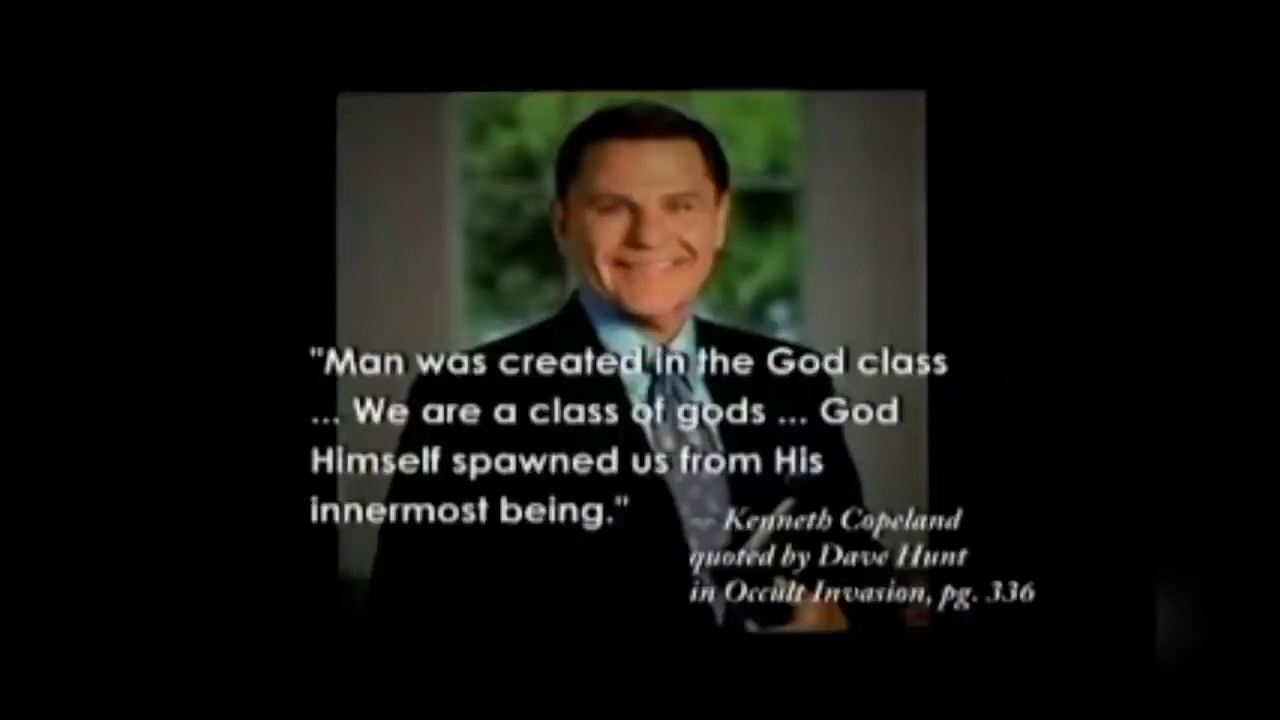 "Man was created in the God class
... We are a class of gods ... God
Himself spawned us from His
innermost being."
— Kenneth Copeland
quoted by Dave Hunt
in Occult Invasion, pg. 336